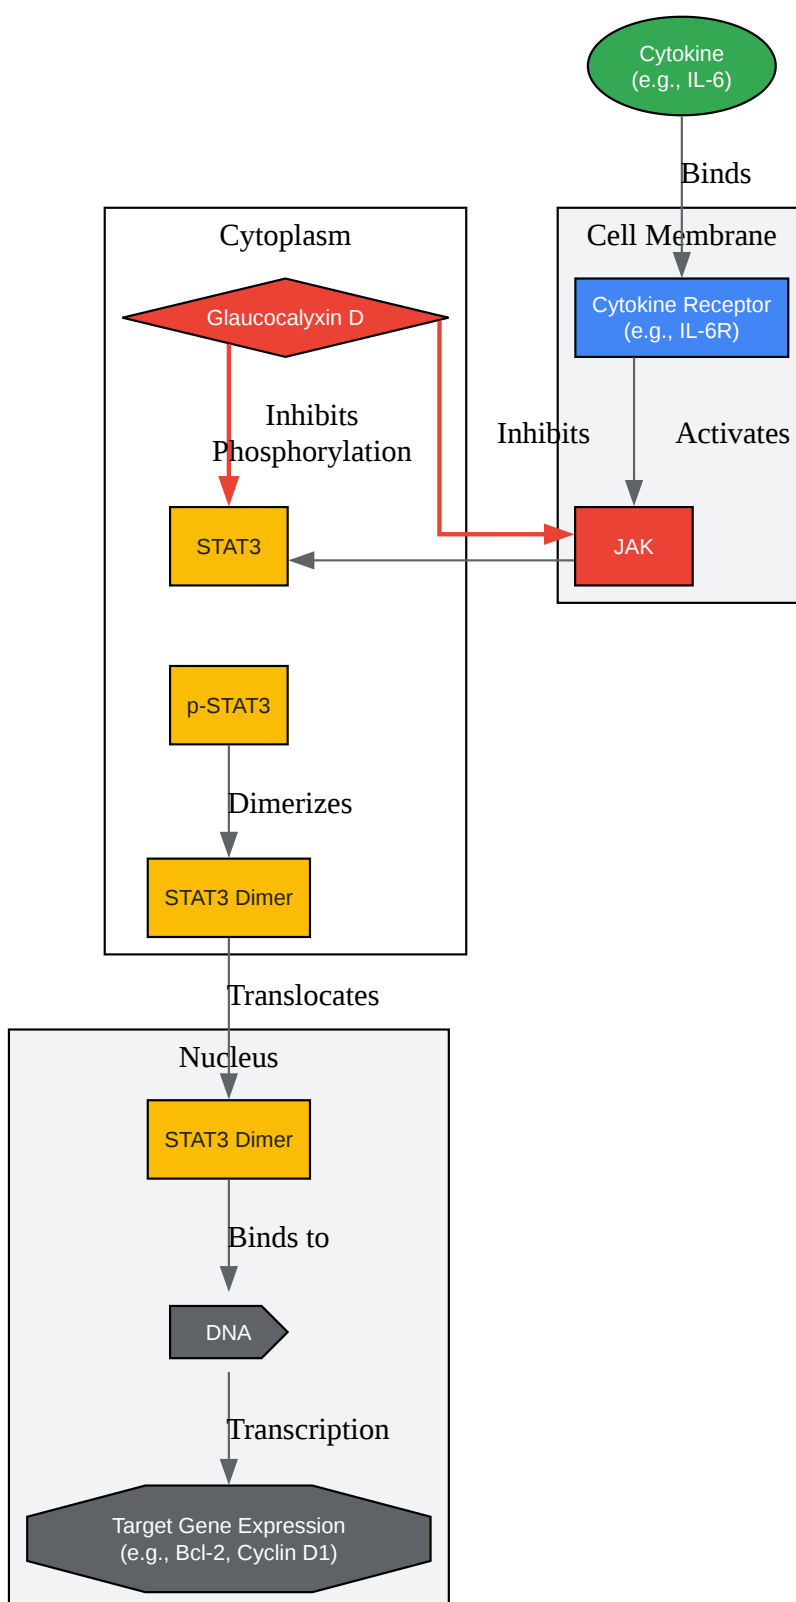 Cytokine
(e.g., IL-6)
Binds
Cytoplasm
Cell Membrane
Glaucocalyxin D
Cytokine Receptor
(e.g., IL-6R)
Inhibits
Phosphorylation
Inhibits
Activates
STAT3
JAK
p-STAT3
Dimerizes
STAT3 Dimer
Translocates
Nucleus
STAT3 Dimer
Binds to
DNA
Transcription
Target Gene Expression
(e.g., Bcl-2, Cyclin D1)